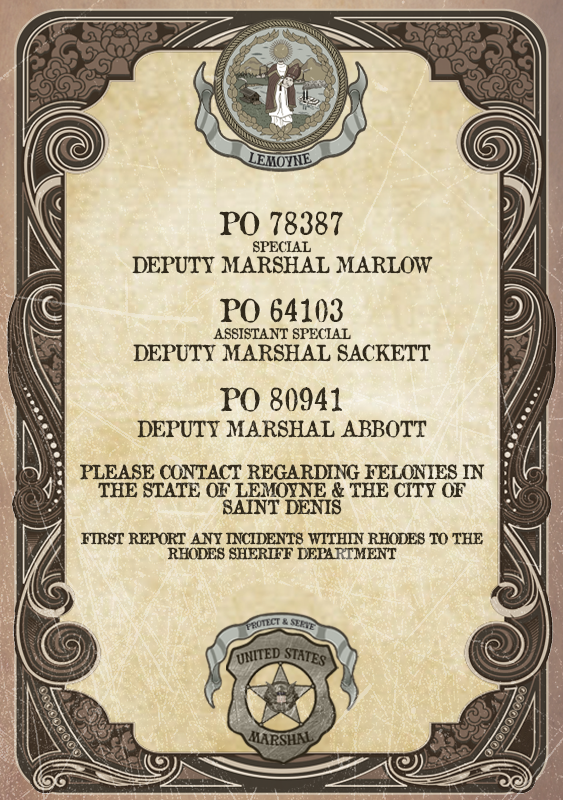 LEMOYNE
PO 78387
SPECIAL
DEPUTY MARSHAL MARLOW
PO 64103
ASSISTANT SPECIAL
DEPUTY MARSHAL SACKETT
PO 80941
DEPUTY MARSHAL ABBOTT
PLEASE CONTACT REGARDING FELONIES IN
THE STATE OF LEMOYNE & THE CITY OF
SAINT DENIS
FIRST REPORT ANY INCIDENTS WITHIN RHODES TO THE
RHODES SHERIFF DEPARTMENT
PROTECT & SERVE
UNITED STATES
MARSHAL